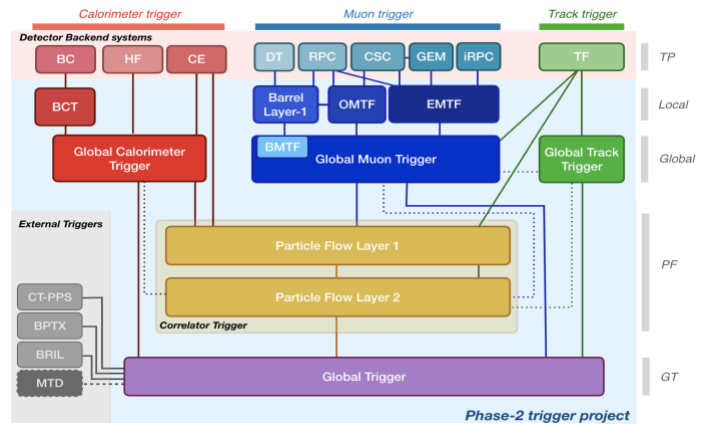 Calorimeter trigger
Muon trigger
Track trigger
Detector Backend systems
BC
HF
CE
DT
RPC
CSC
GEM
iRPC
TF
TP
BCT
Barrel
Layer-1
OMTF
EMTF
Local
Global Calorimeter
Trigger
BMTF
Global Muon Trigger
Global Track
Trigger
Global
External Triggers
Particle Flow Layer 1
PF
CT-PPS
Particle Flow Layer 2
BPTX
Correlator Trigger
BRIL
MTD
Global Trigger
GT
Phase-2 trigger project